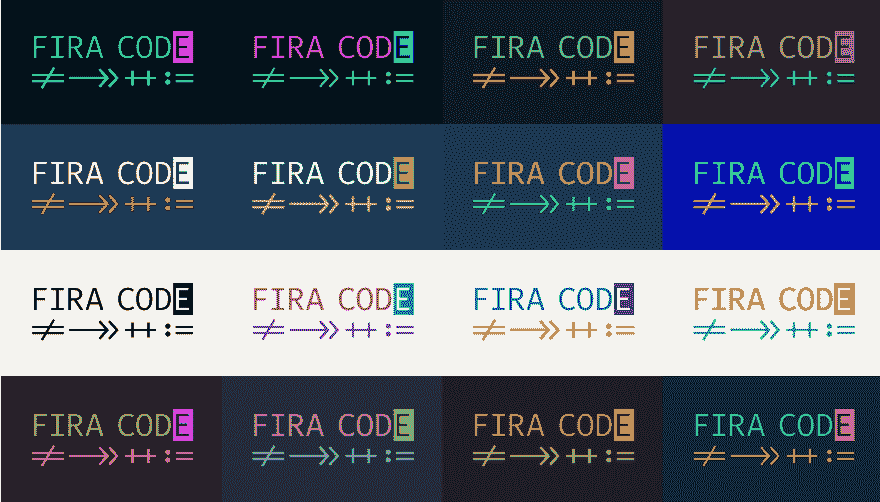 FIRA CODE
!= ->> ++ :=
FIRA CODE
!= ->> ++ :=
FIRA CODE
!= ->> ++ :=
FIRA CODE
!= ->> ++ :=
FIRA CODE
!= ->> ++ :=
FIRA CODE
!= ->> ++ :=
FIRA CODE
!= ->> ++ :=
FIRA CODE
!= ->> ++ :=
FIRA CODE
!= ->> ++ :=
FIRA CODE
!= ->> ++ :=
FIRA CODE
!= ->> ++ :=
FIRA CODE
!= ->> ++ :=
FIRA CODE
!= ->> ++ :=
FIRA CODE
!= ->> ++ :=
FIRA CODE
!= ->> ++ :=
FIRA CODE
!= ->> ++ :=